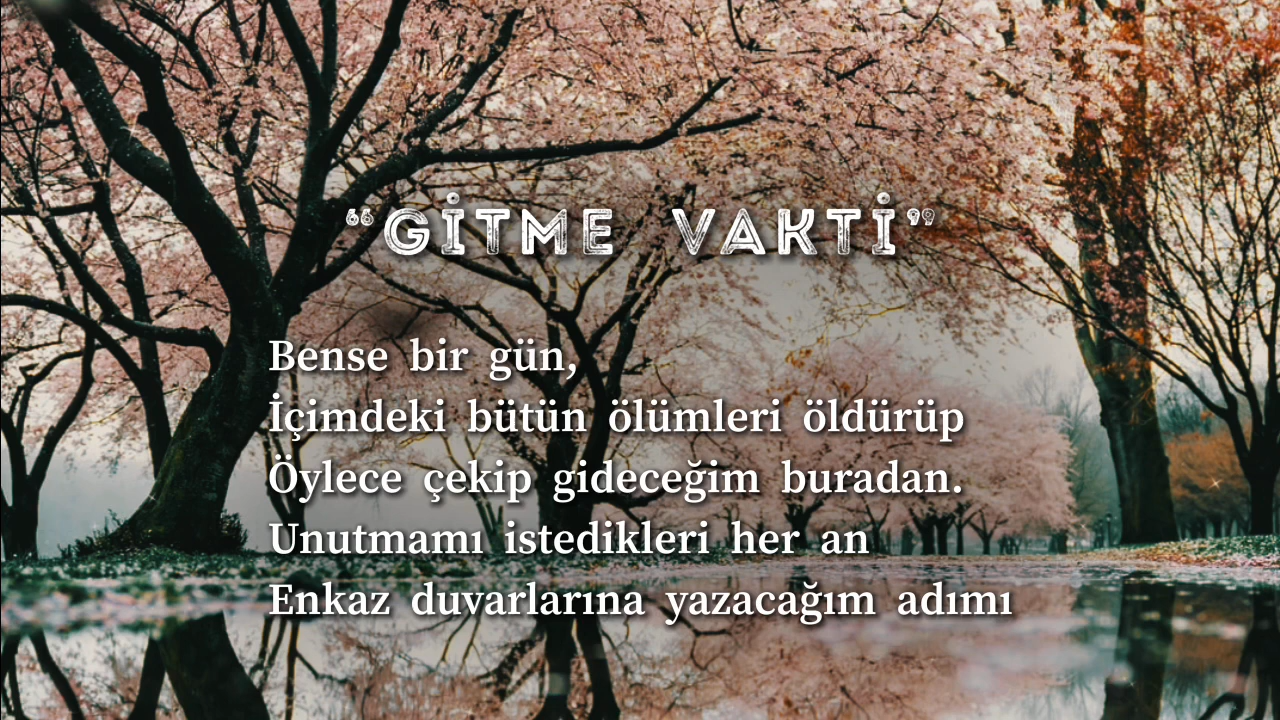 “GİTME VAKTİ”
Bense bir gün,
İçimdeki bütün ölümleri öldürüp
Öylece çekip gideceğim buradan.
Unutmamı istedikleri her an
Enkaz duvarlarına yazacağım adımı